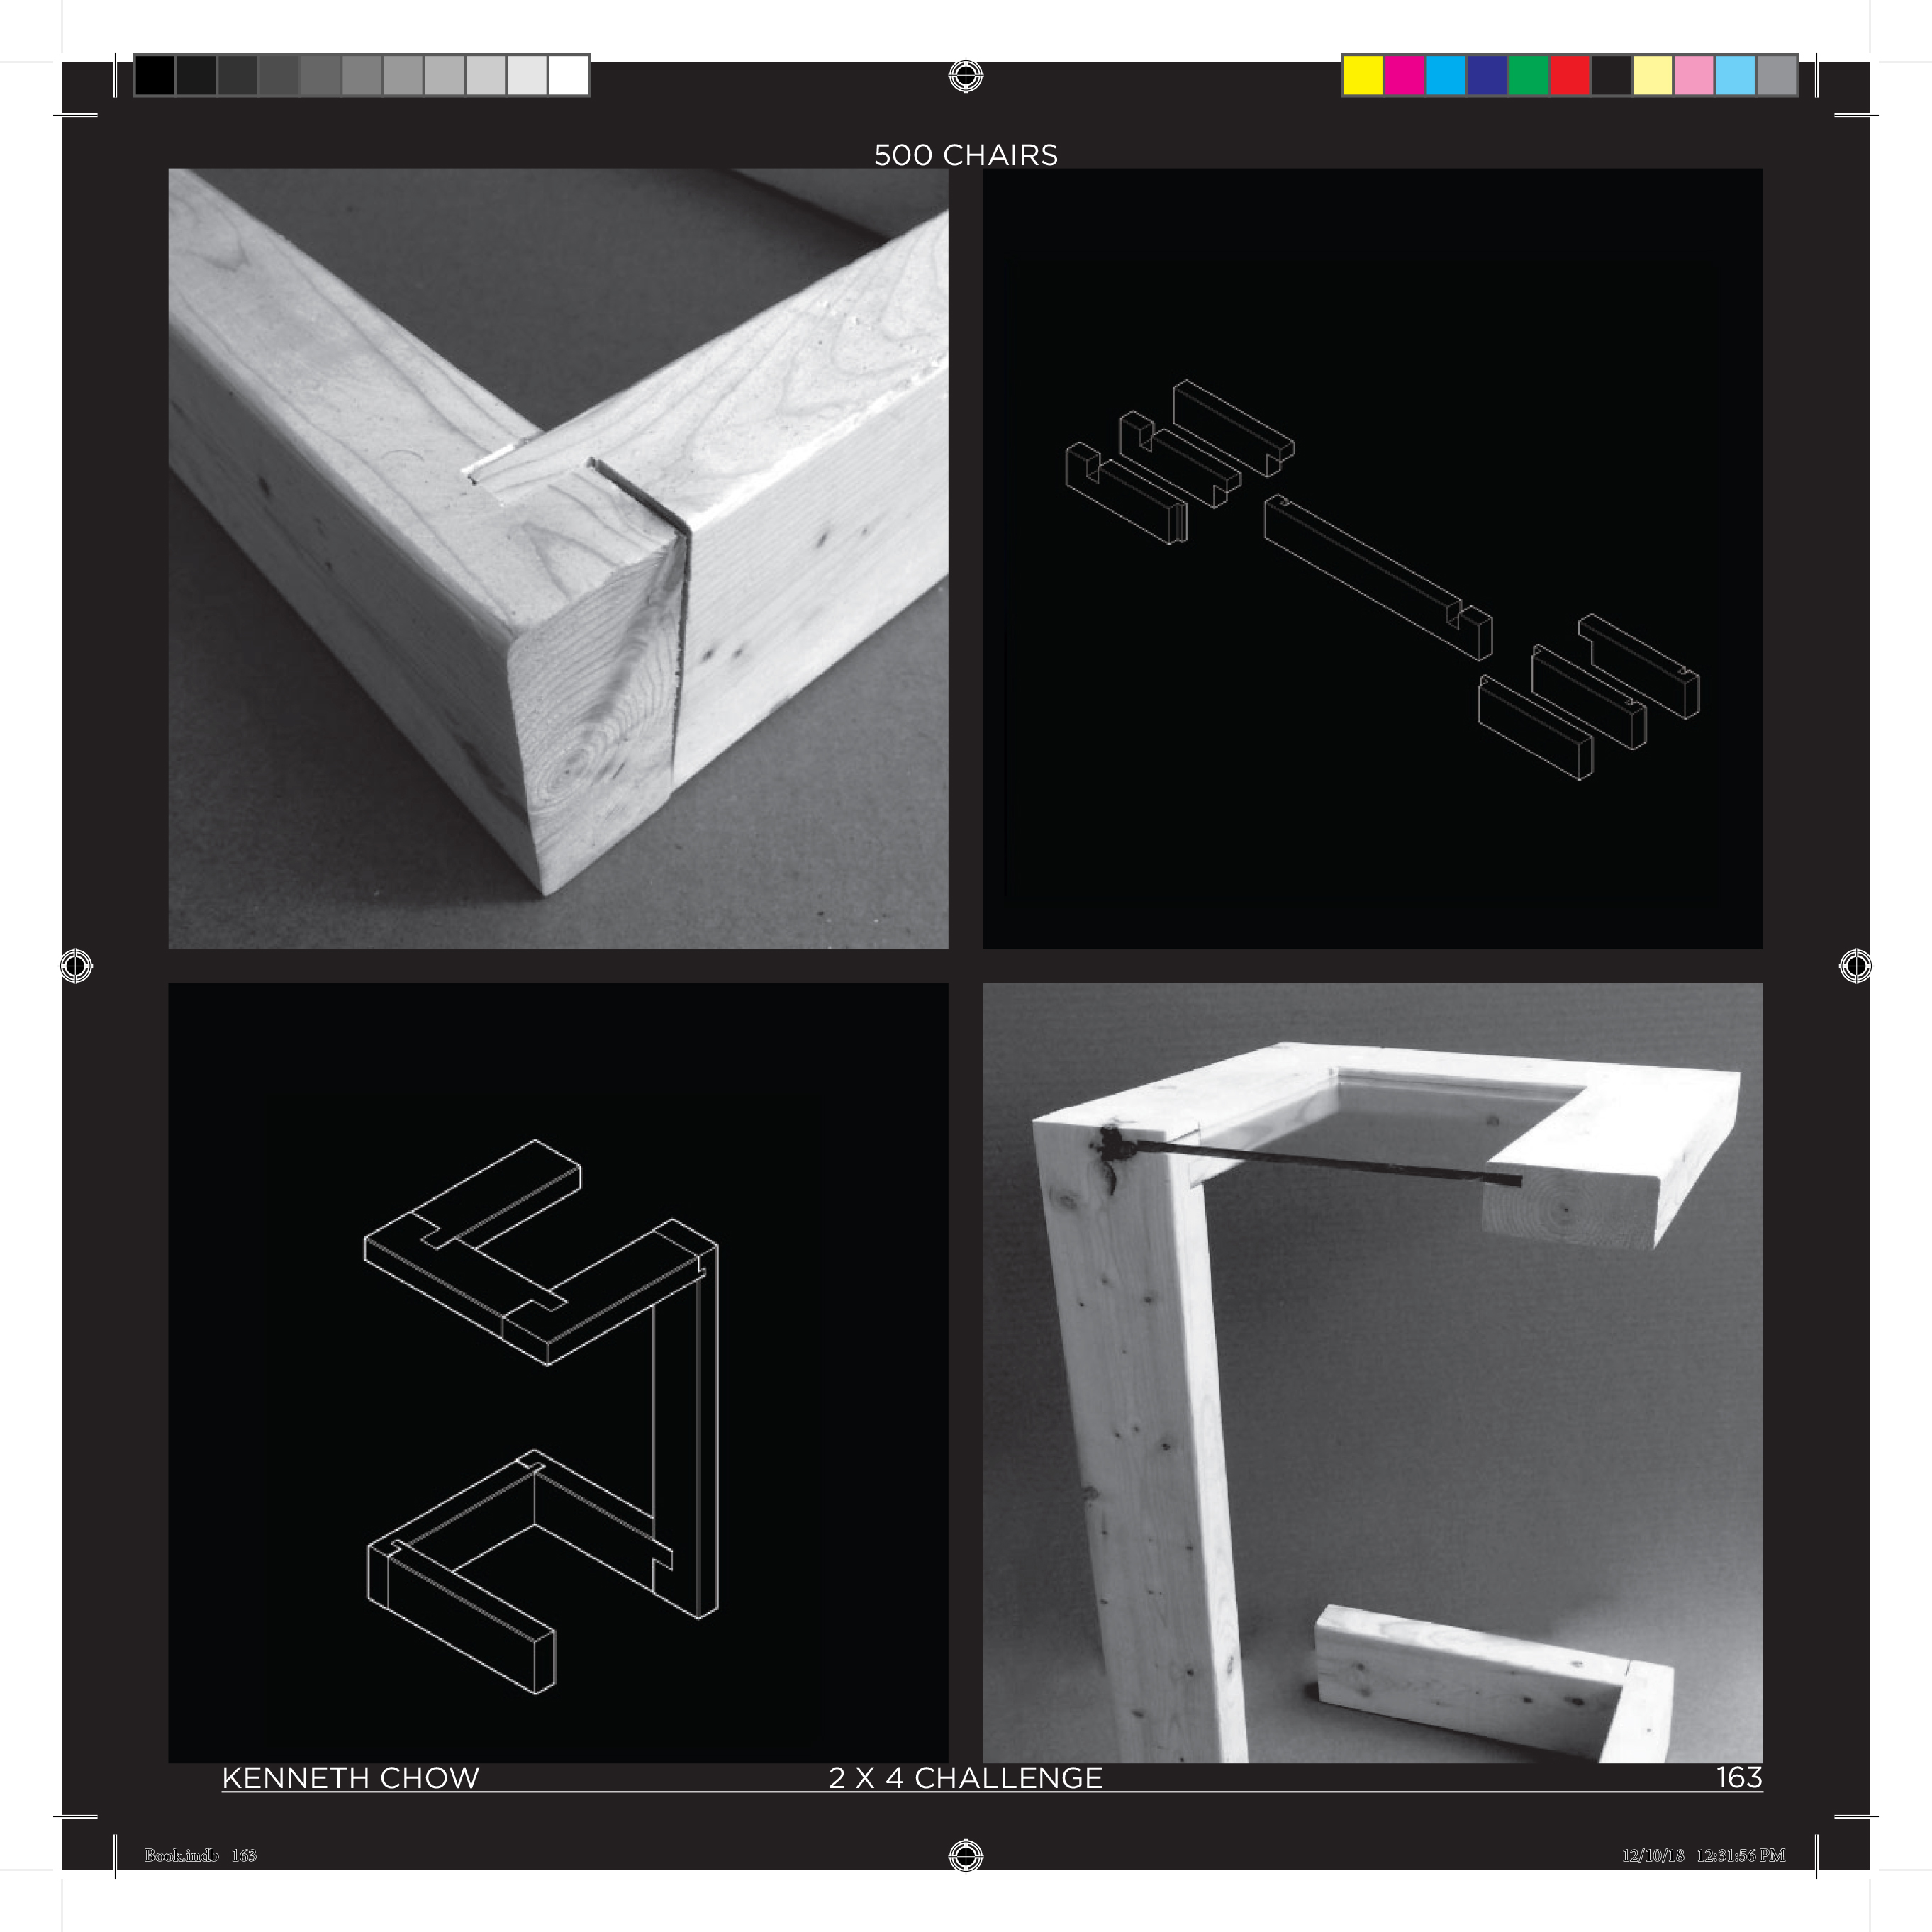 500 CHAIRS
KENNETH CHOW 2 X 4 CHALLENGE 163
Book.indb 163 12/10/18 12:31:56 PM